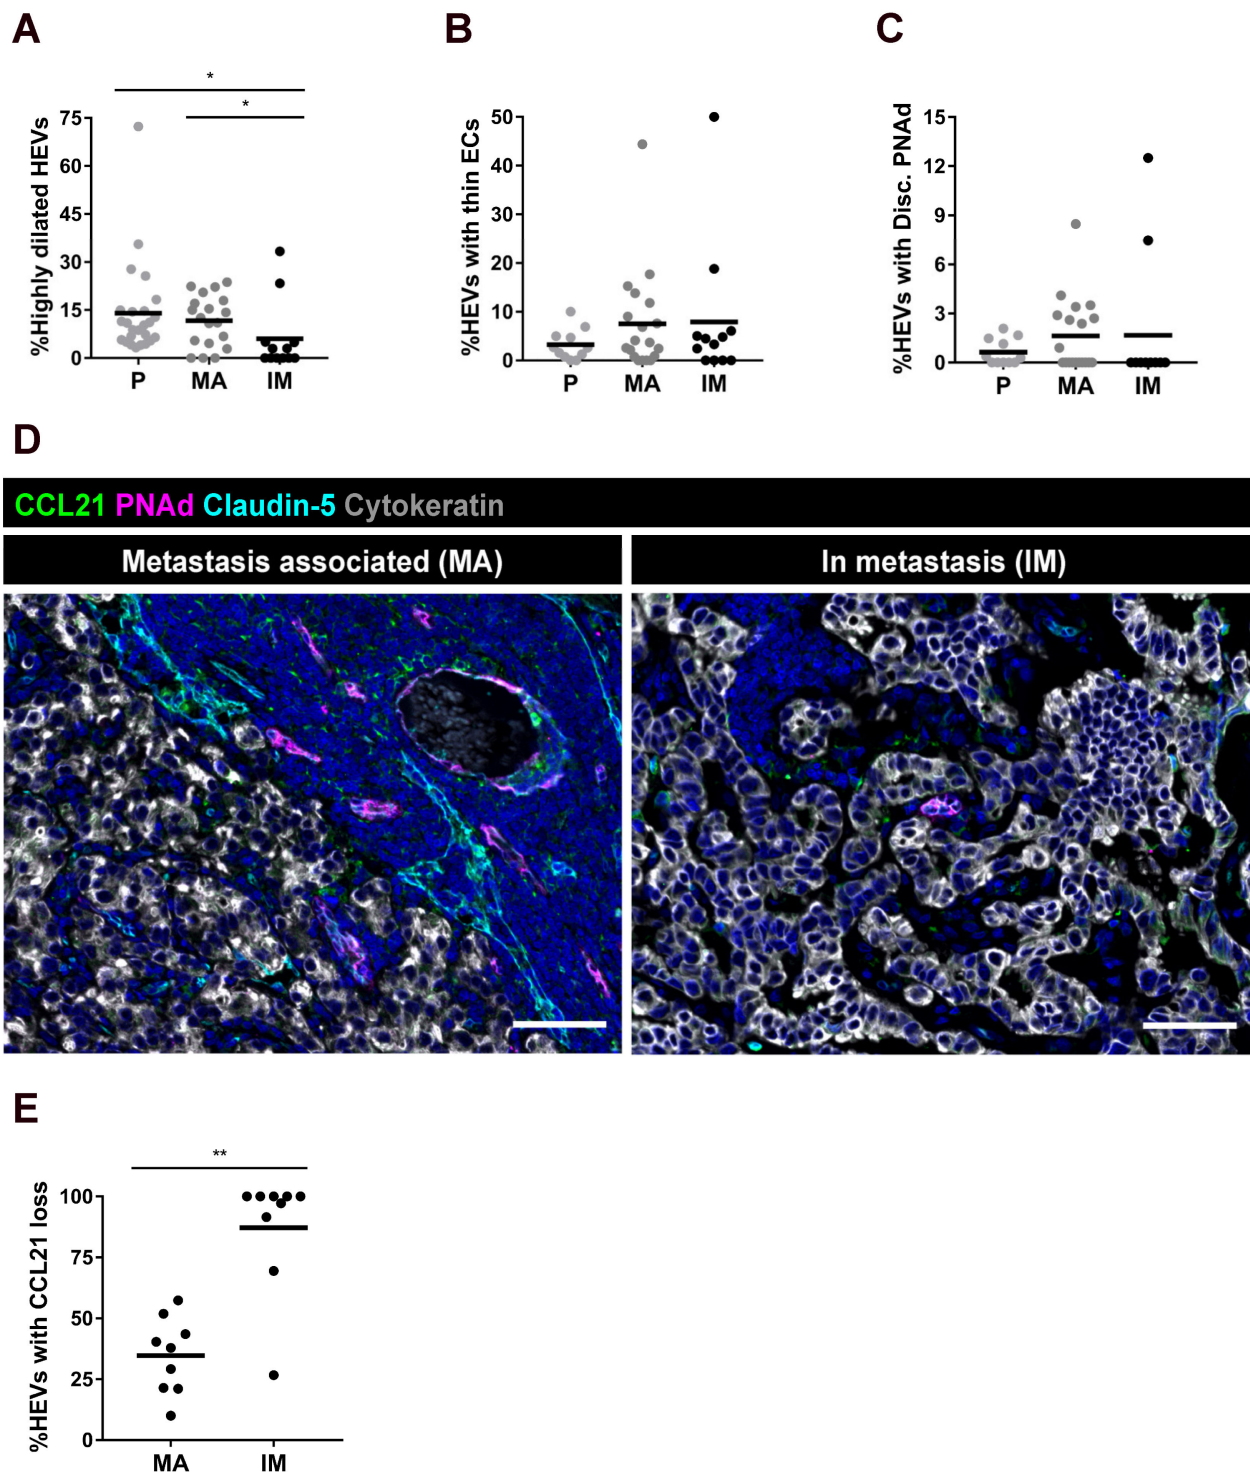 A
B
C
*
*
%Highly dilated HEVs
75
60
45
30
15
0
P MA IM
%HEVs with thin ECs
50
40
30
20
10
0
P MA IM
%HEVs with Disc. PNAd
15
12
9
6
3
0
P MA IM
D
CCL21 PNAd Claudin-5 Cytokeratin
Metastasis associated (MA)
In metastasis (IM)
E
**
%HEVs with CCL21 loss
100
75
50
25
0
MA IM